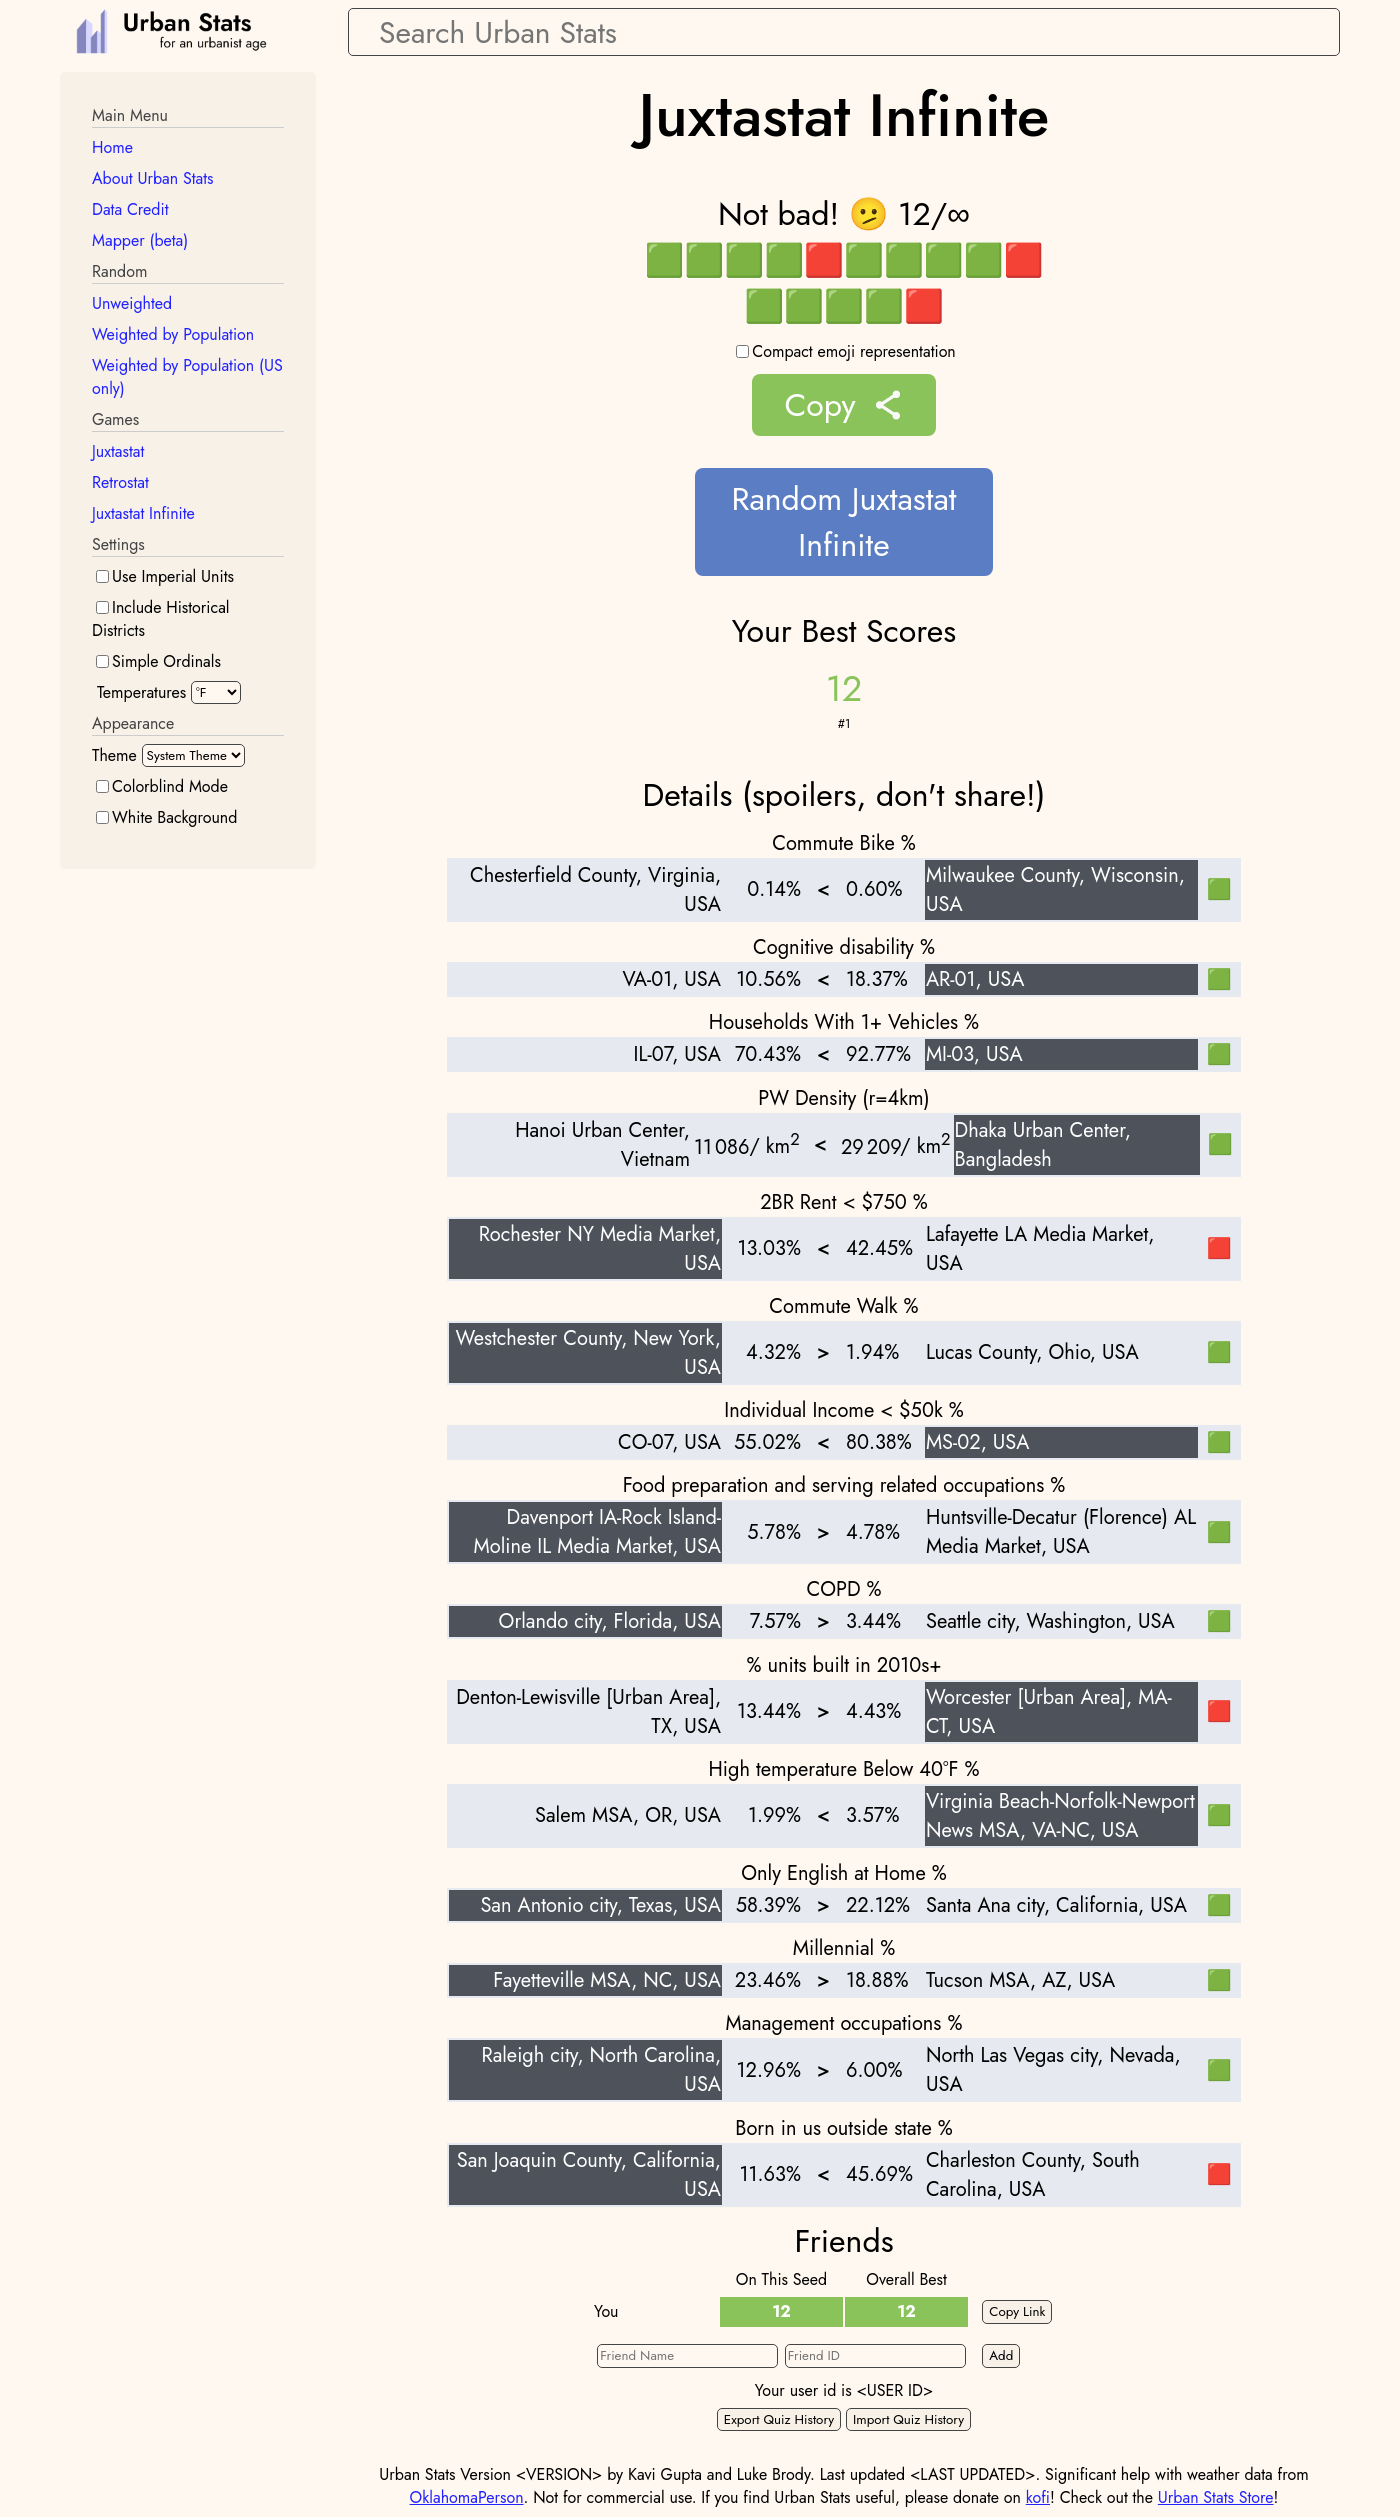 Urban Stats
for an urbanist age
Search Urban Stats
Main Menu
Home
About Urban Stats
Data Credit
Mapper (beta)
Random
Unweighted
Weighted by Population
Weighted by Population (US
only)
Games
Juxtastat
Retrostat
Juxtastat Infinite
Settings
Use Imperial Units
Include Historical
Districts
Simple Ordinals
Temperatures °F
Appearance
Theme System Theme
Colorblind Mode
White Background
Juxtastat Infinite
Not bad! 🫤 12/∞
🟩🟩🟩🟩🟥🟩🟩🟩🟩🟥
🟩🟩🟩🟩🟥
Compact emoji representation
Copy
Random Juxtastat
Infinite
Your Best Scores
12
#1
Details (spoilers, don't share!)
Commute Bike %
Chesterfield County, Virginia,
USA
0.14% < 0.60%
Milwaukee County, Wisconsin,
USA
Cognitive disability %
VA-01, USA 10.56% < 18.37% AR-01, USA
Households With 1+ Vehicles %
IL-07, USA 70.43% < 92.77% MI-03, USA
PW Density (r=4km)
Hanoi Urban Center,
Vietnam
11 086/ km² < 29 209/ km²
Dhaka Urban Center,
Bangladesh
2BR Rent < $750 %
Rochester NY Media Market,
USA
13.03% < 42.45%
Lafayette LA Media Market,
USA
Commute Walk %
Westchester County, New York,
USA
4.32% > 1.94%
Lucas County, Ohio, USA
Individual Income < $50k %
CO-07, USA 55.02% < 80.38% MS-02, USA
Food preparation and serving related occupations %
Davenport IA-Rock Island-
Moline IL Media Market, USA
5.78% > 4.78%
Huntsville-Decatur (Florence) AL
Media Market, USA
COPD %
Orlando city, Florida, USA 7.57% > 3.44% Seattle city, Washington, USA
% units built in 2010s+
Denton-Lewisville [Urban Area],
TX, USA
13.44% > 4.43%
Worcester [Urban Area], MA-
CT, USA
High temperature Below 40°F %
Salem MSA, OR, USA
1.99% < 3.57%
Virginia Beach-Norfolk-Newport
News MSA, VA-NC, USA
Only English at Home %
San Antonio city, Texas, USA 58.39% > 22.12% Santa Ana city, California, USA
Millennial %
Fayetteville MSA, NC, USA 23.46% > 18.88% Tucson MSA, AZ, USA
Management occupations %
Raleigh city, North Carolina,
USA
12.96% > 6.00%
North Las Vegas city, Nevada,
USA
Born in us outside state %
San Joaquin County, California,
USA
11.63% < 45.69%
Charleston County, South
Carolina, USA
Friends
On This Seed Overall Best
You 12 12 Copy Link
Friend Name Friend ID Add
Your user id is <USER ID>
Export Quiz History Import Quiz History
Urban Stats Version <VERSION> by Kavi Gupta and Luke Brody. Last updated <LAST UPDATED>. Significant help with weather data from
OklahomaPerson. Not for commercial use. If you find Urban Stats useful, please donate on kofi! Check out the Urban Stats Store!